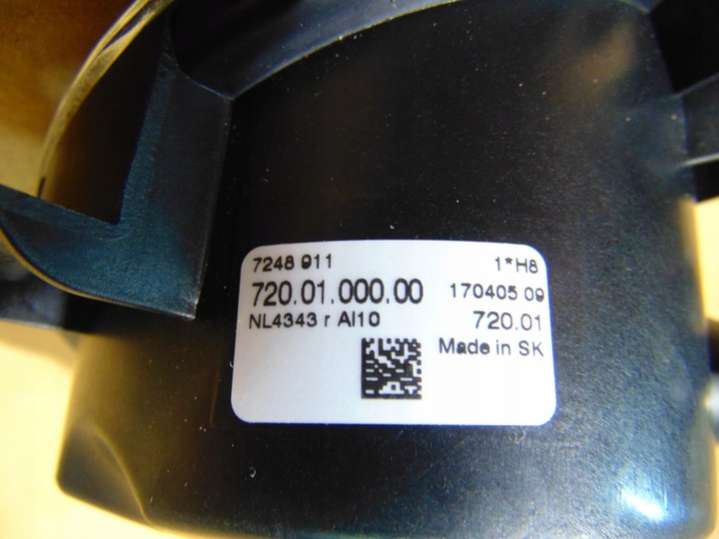 7248 911 1*H8
720.01.000.00 170405 09
NL4343 r Al10 720.01
Made in SK